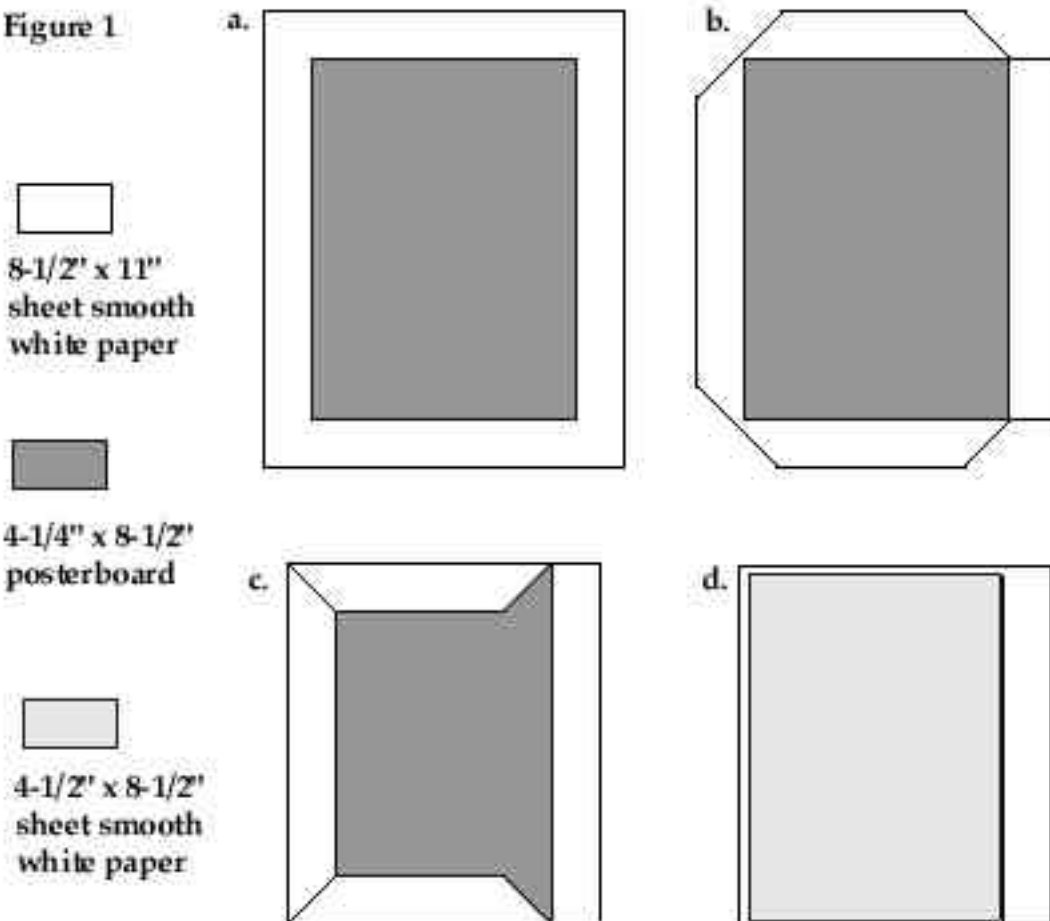 Figure 1
a.
b.
8-1/2" x 11"
sheet smooth
white paper
4-1/4" x 8-1/2"
posterboard
c.
d.
4-1/2" x 8-1/2"
sheet smooth
white paper